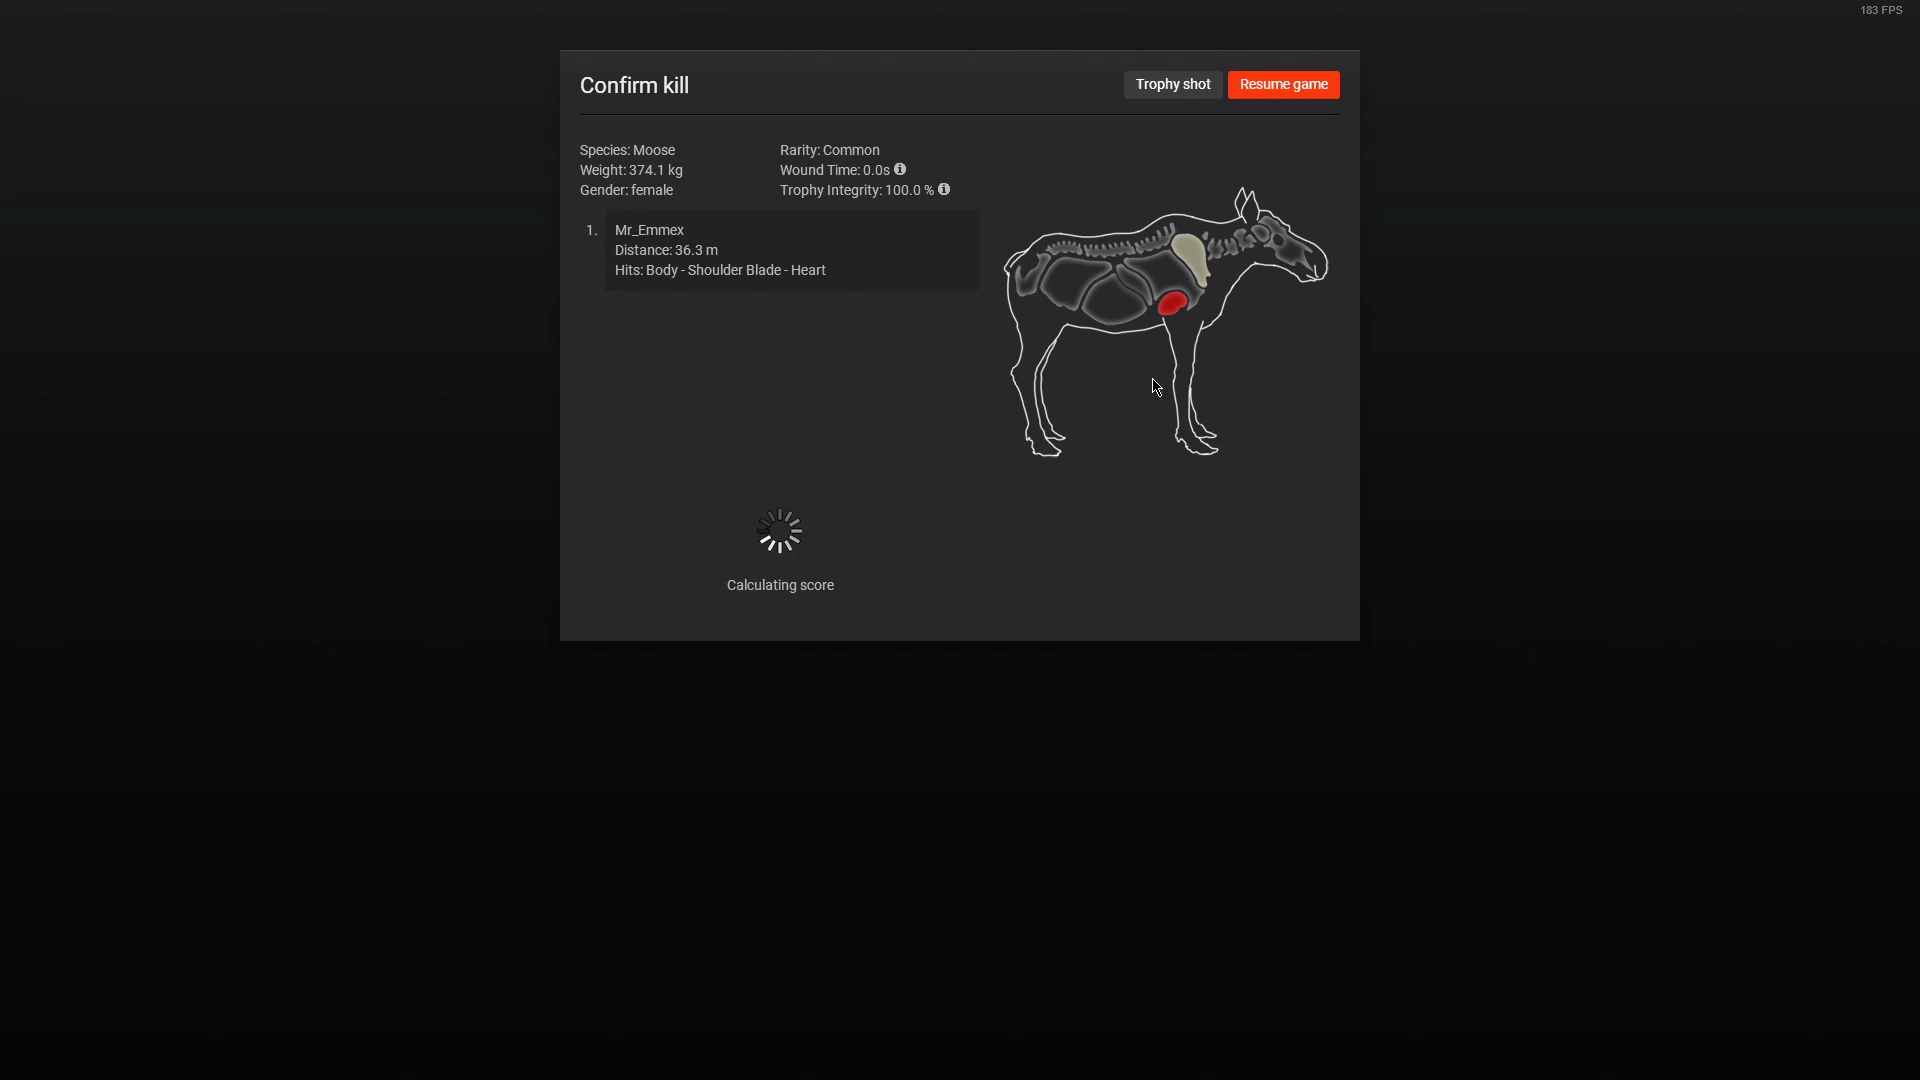 183 FPS
Confirm kill
Trophy shot
Resume game
Species: Moose
Rarity: Common
Weight: 374.1 kg
Wound Time: 0.0s
Gender: female
Trophy Integrity: 100.0 %
1. Mr_Emmex
Distance: 36.3 m
Hits: Body - Shoulder Blade - Heart
Calculating score